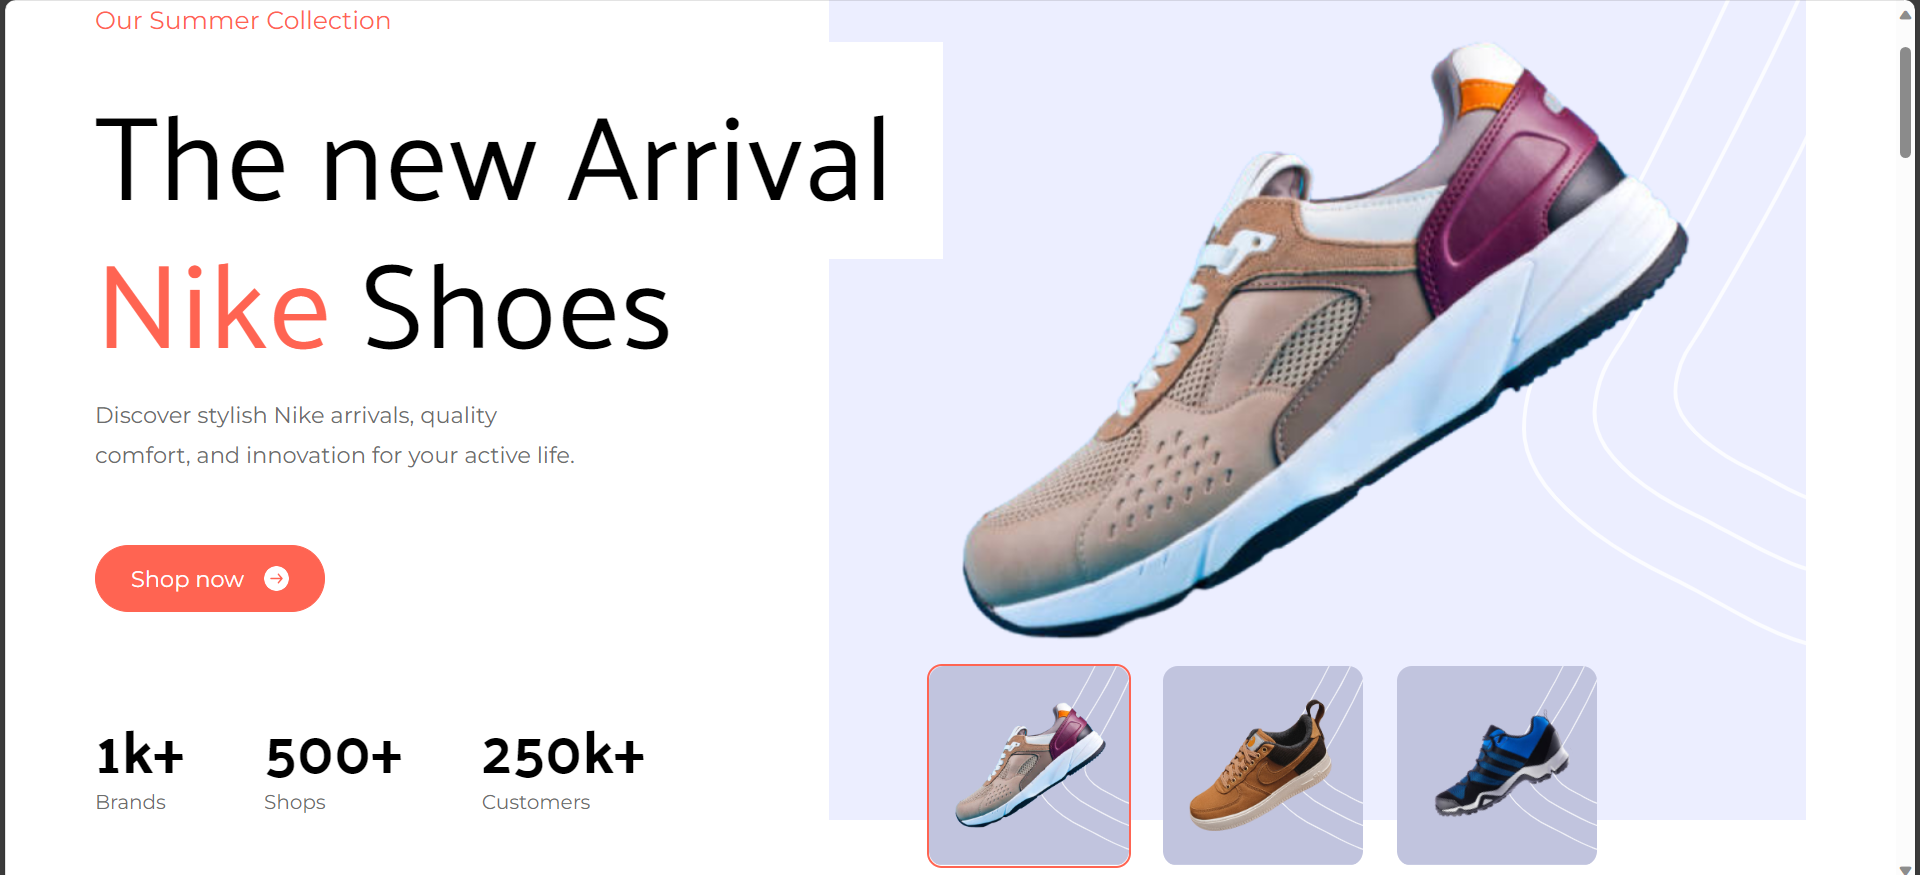 Our Summer Collection
The new Arrival
Nike Shoes
Discover stylish Nike arrivals, quality
comfort, and innovation for your active life.
Shop now
1k+
Brands
500+
Shops
250k+
Customers